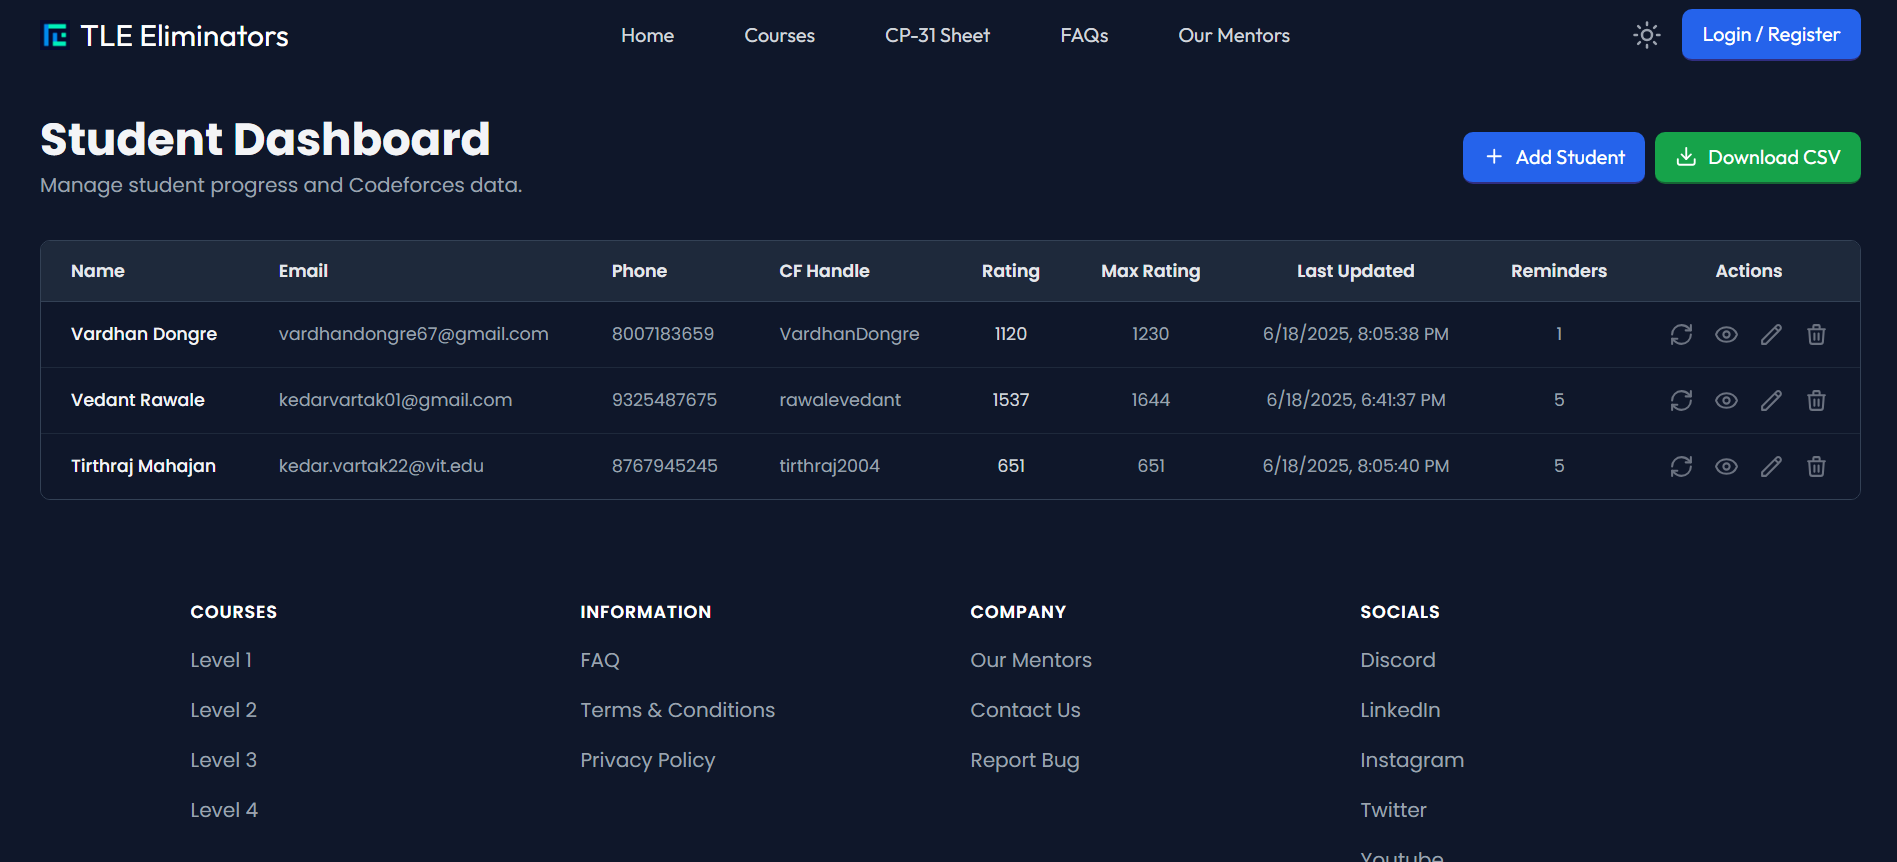 TLE Eliminators Home Courses CP-31 Sheet FAQs Our Mentors Login / Register
Student Dashboard
Manage student progress and Codeforces data.
Add Student Download CSV
Name Email Phone CF Handle Rating Max Rating Last Updated Reminders Actions
Vardhan Dongre vardhandongre67@gmail.com 8007183659 VardhanDongre 1120 1230 6/18/2025, 8:05:38 PM 1
Vedant Rawale kedarvartak01@gmail.com 9325487675 rawalevedant 1537 1644 6/18/2025, 6:41:37 PM 5
Tirthraj Mahajan kedar.vartak22@vit.edu 8767945245 tirthraj2004 651 651 6/18/2025, 8:05:40 PM 5
COURSES
Level 1
Level 2
Level 3
Level 4
INFORMATION
FAQ
Terms & Conditions
Privacy Policy
COMPANY
Our Mentors
Contact Us
Report Bug
SOCIALS
Discord
LinkedIn
Instagram
Twitter
Youtube